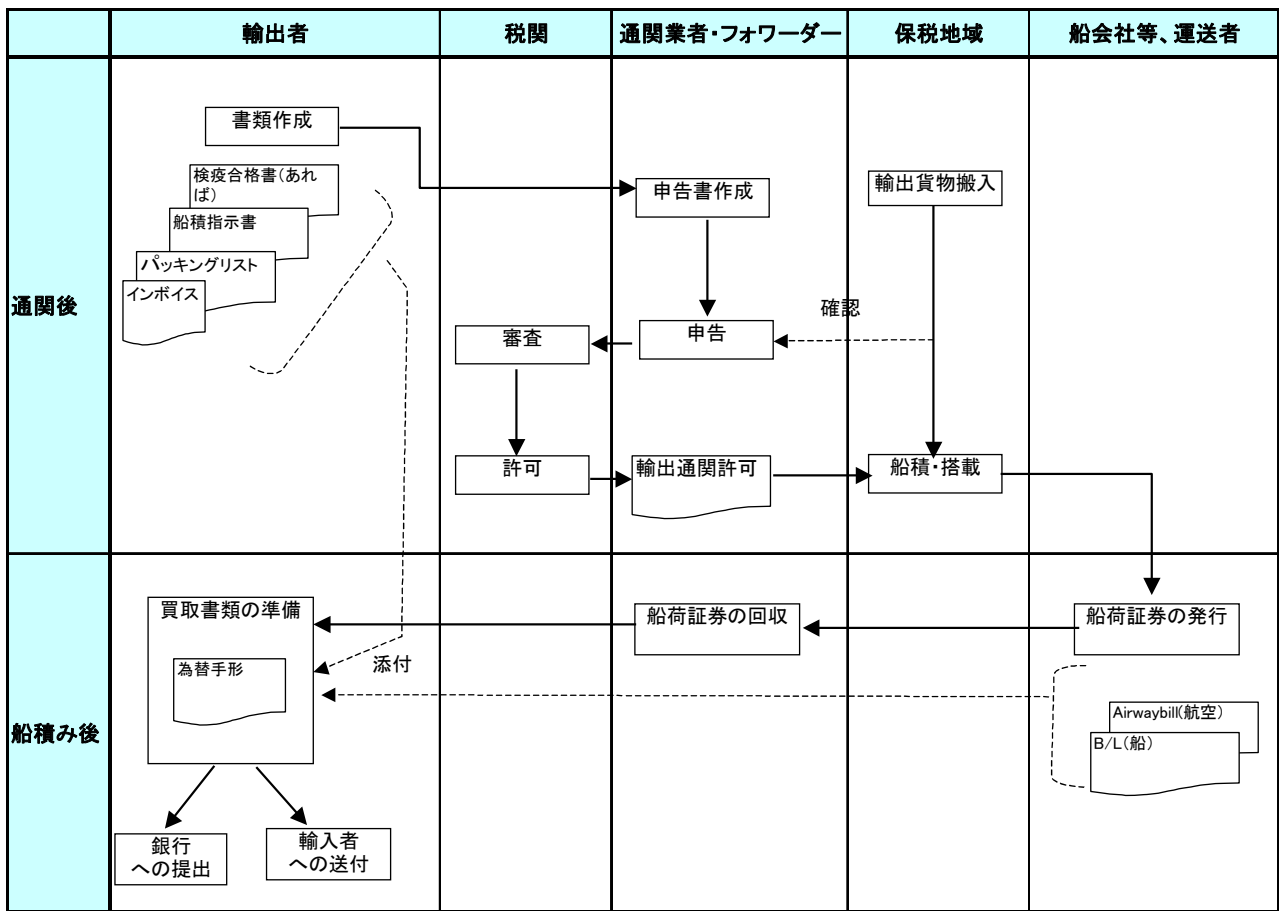 輸出者
税関
通関業者・フォワーダー
保税地域
船会社等、運送者
通関後
書類作成
検疫合格書(あれ
ば)
船積指示書
パッキングリスト
インボイス
申告書作成
輸出貨物搬入
確認
審査
申告
許可
輸出通関許可
船積・搭載
船積み後
買取書類の準備
為替手形
添付
船荷証券の回収
船荷証券の発行
Airwaybill(航空)
B/L(船)
銀行
への提出
輸入者
への送付